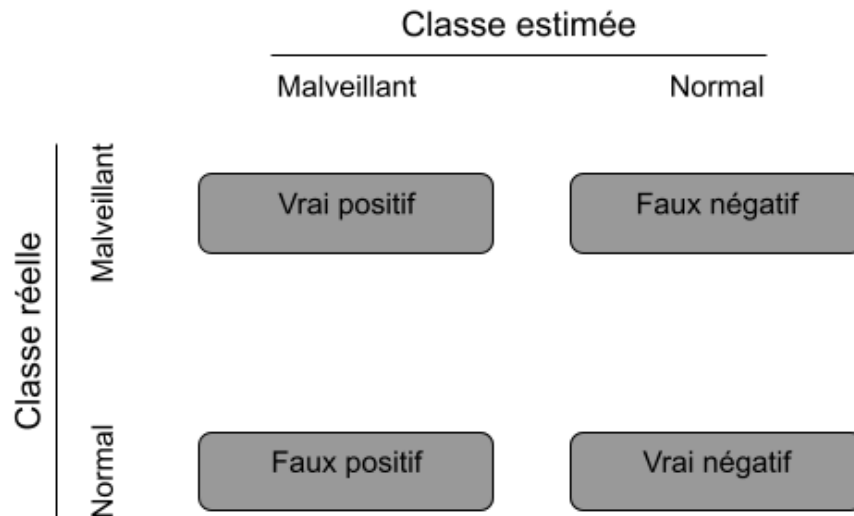 Classe estimée
Malveillant Normal
Classe réelle
Malveillant
Vrai positif Faux négatif
Normal
Faux positif Vrai négatif